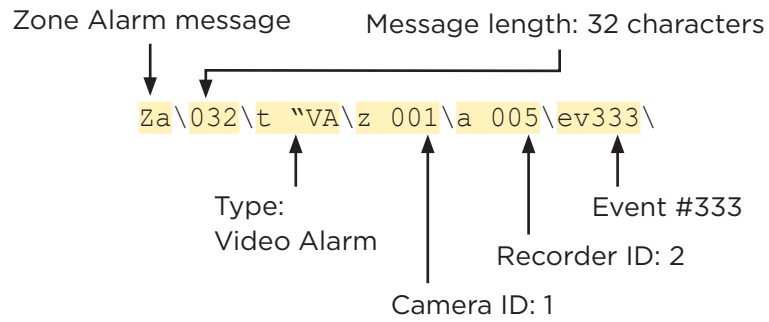 Zone Alarm message
Message length: 32 characters
Za\032\t “VA\z 001\a 005\ev333\
Type:
Video Alarm
Event #333
Recorder ID: 2
Camera ID: 1